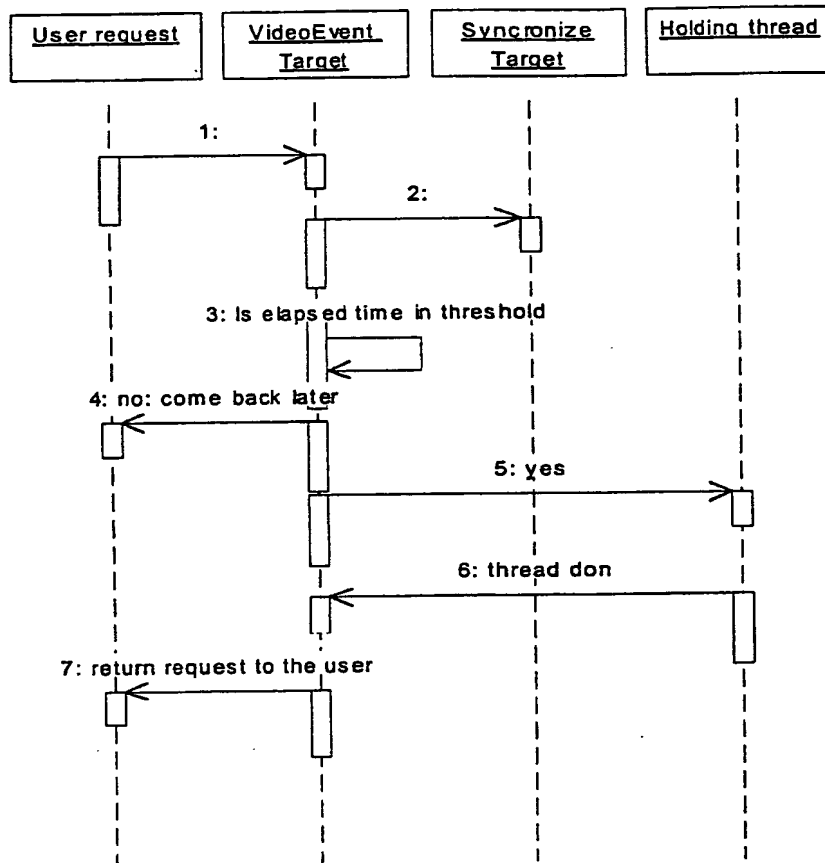 User request
VideoEvent
Target
Syncronize
Target
Holding thread
1:
2:
3: Is elapsed time in threshold
4: no: come back later
5: yes
6: thread don
7: return request to the user